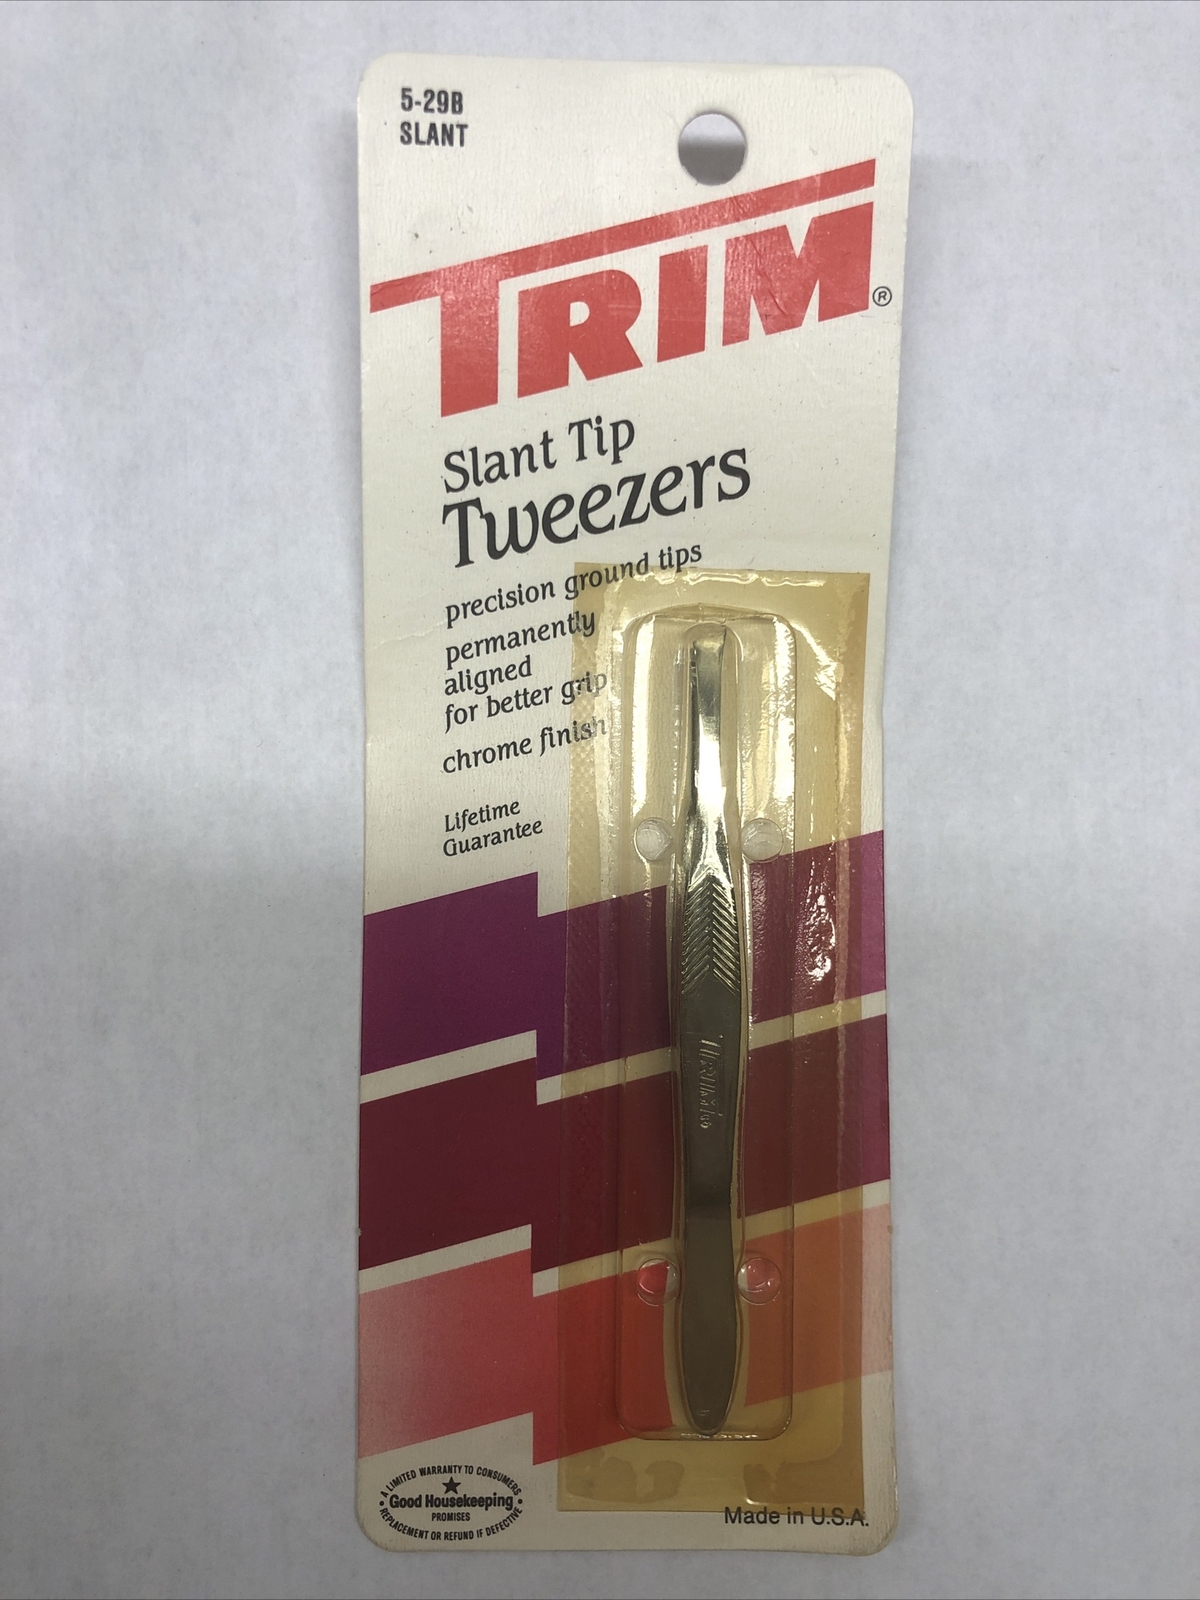 5-29B
SLANT
TRIM®
Slant Tip
Tweezers
precision ground tips
permanently
aligned
for better grip
chrome finish
Lifetime
Guarantee
A LIMITED WARRANTY TO CONSUMERS
Good Housekeeping
PROMISES
REPLACEMENT OR REFUND IF DEFECTIVE
Made in U.S.A.